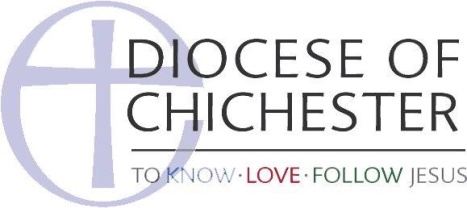 DIOCESE OF
CHICHESTER
TO KNOW·LOVE·FOLLOW JESUS